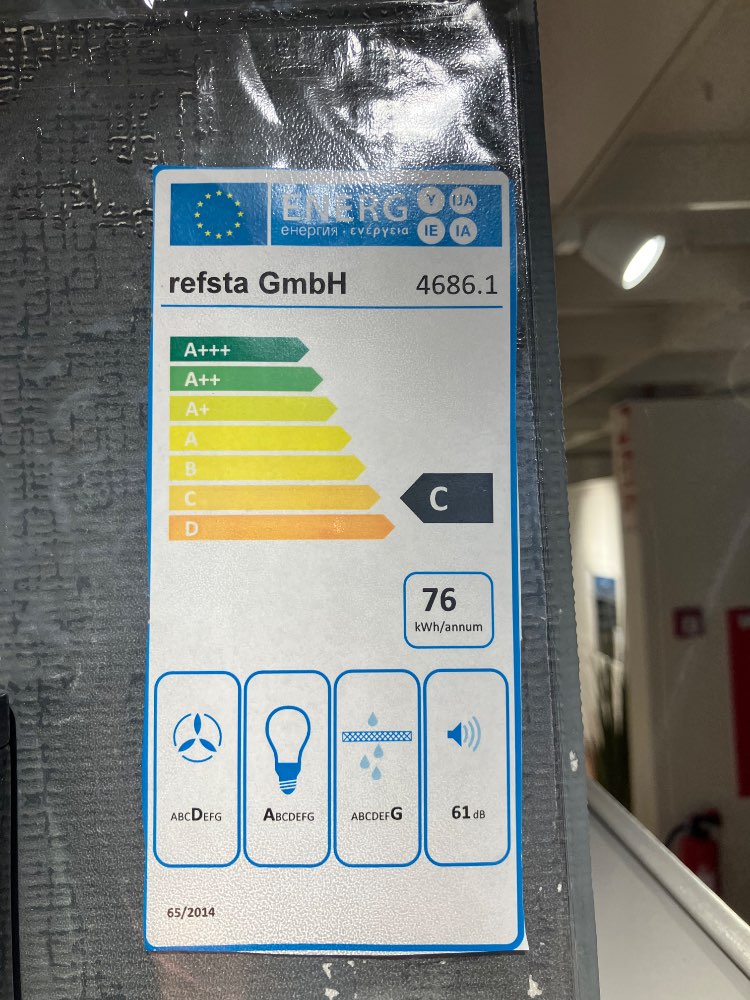 ENERG Y IJA
енергия · ενέργεια IE IA
refsta GmbH 4686.1
A+++
A++
A+
A
B
C
D
C
76
kWh/annum
ABCDEFG
ABCDEFG
ABCDEFG
61 dB
65/2014